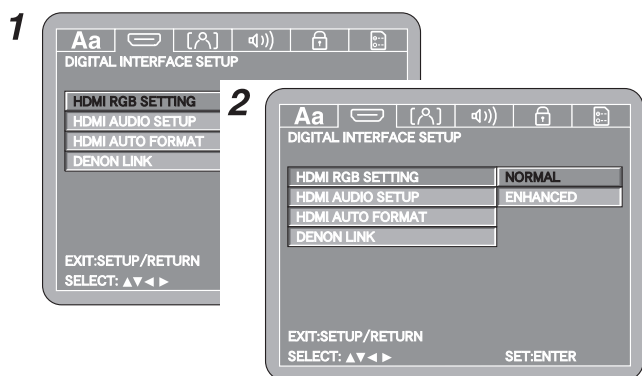 1
Aa
DIGITAL INTERFACE SETUP
HDMI RGB SETTING
HDMI AUDIO SETUP
HDMI AUTO FORMAT
DENON LINK
EXIT:SETUP/RETURN
SELECT: ▲▼◄ ►
2
Aa
DIGITAL INTERFACE SETUP
HDMI RGB SETTING NORMAL
HDMI AUDIO SETUP ENHANCED
HDMI AUTO FORMAT
DENON LINK
EXIT:SETUP/RETURN
SELECT: ▲▼◄ ► SET:ENTER